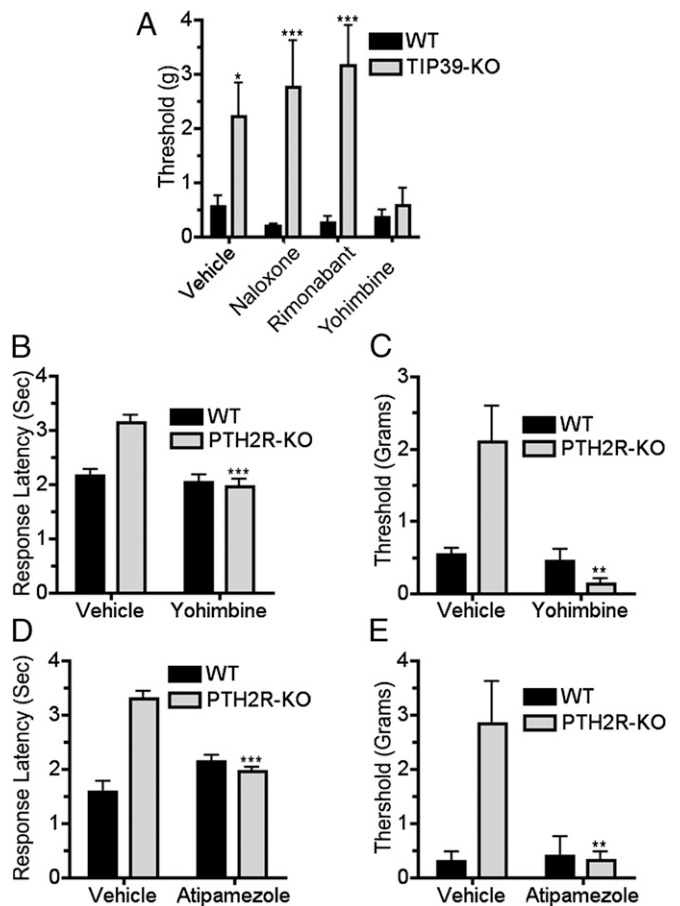 A
Threshold (g)
4
3
2
1
0
*
***
***
WT
TIP39-KO
Vehicle
Naloxone
Rimonabant
Yohimbine
B
Response Latency (Sec)
4
3
2
1
0
WT
PTH2R-KO
***
Vehicle
Yohimbine
C
Threshold (Grams)
3
2
1
0
WT
PTH2R-KO
**
Vehicle
Yohimbine
D
Response Latency (Sec)
4
3
2
1
0
WT
PTH2R-KO
***
Vehicle
Atipamezole
E
Thershold (Grams)
4
3
2
1
0
WT
PTH2R-KO
**
Vehicle
Atipamezole